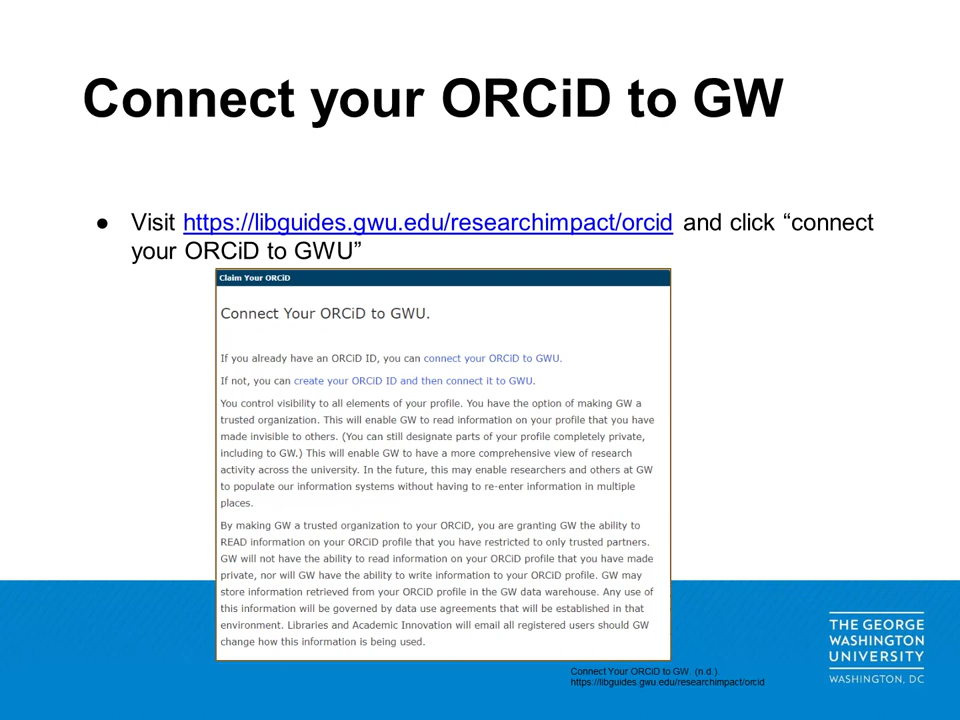 Connect your ORCiD to GW
● Visit https://libguides.gwu.edu/researchimpact/orcid and click “connect
your ORCiD to GWU”
Claim Your ORCiD
Connect Your ORCiD to GWU.
If you already have an ORCiD ID, you can connect your ORCiD to GWU.
If not, you can create your ORCiD ID and then connect it to GWU.
You control visibility to all elements of your profile. You have the option of making GW a
trusted organization. This will enable GW to read information on your profile that you have
made invisible to others. (You can still designate parts of your profile completely private,
including to GW.) This will enable GW to have a more comprehensive view of research
activity across the university. In the future, this may enable researchers and others at GW
to populate our information systems without having to re-enter information in multiple
places.
By making GW a trusted organization to your ORCiD, you are granting GW the ability to
READ information on your ORCiD profile that you have restricted to only trusted partners.
GW will not have the ability to read information on your ORCiD profile that you have made
private, nor will GW have the ability to write information to your ORCiD profile. GW may
store information retrieved from your ORCiD profile in the GW data warehouse. Any use of
this information will be governed by data use agreements that will be established in that
environment. Libraries and Academic Innovation will email all registered users should GW
change how this information is being used.
Connect Your ORCiD to GW. (n.d.).
https://libguides.gwu.edu/researchimpact/orcid
THE GEORGE
WASHINGTON
UNIVERSITY
WASHINGTON, DC